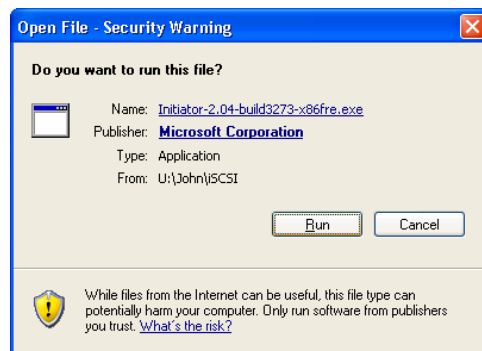 Open File - Security Warning
Do you want to run this file?
Name: Initiator-2.04-build3273-x86fre.exe
Publisher: Microsoft Corporation
Type: Application
From: U:\John\iSCSI
Run Cancel
While files from the Internet can be useful, this file type can
potentially harm your computer. Only run software from publishers
you trust. What's the risk?